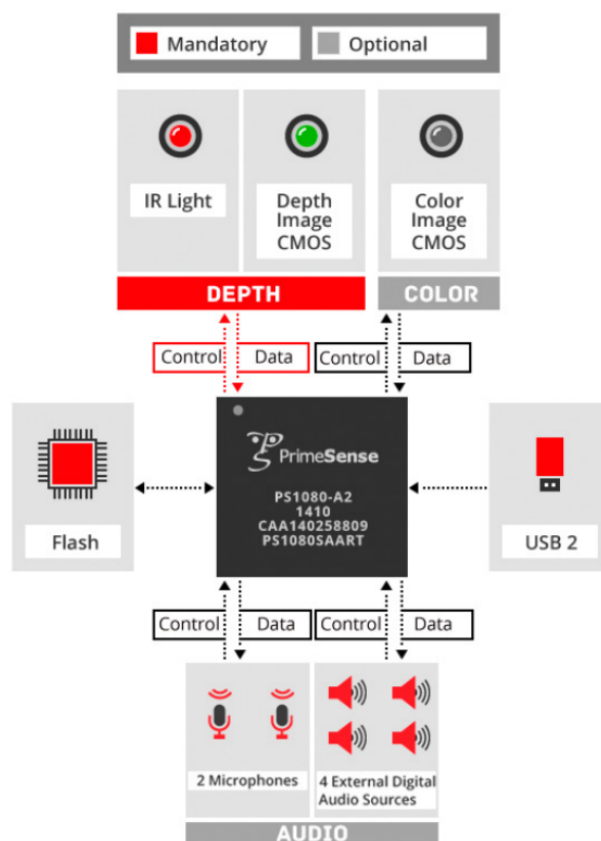 Mandatory
Optional
IR Light
Depth
Image
CMOS
Color
Image
CMOS
DEPTH
COLOR
Control
Data
Control
Data
PrimeSense
PS1080-A2
1410
CAA140258809
PS1080SAART
Flash
USB 2
Control
Data
Control
Data
2 Microphones
4 External Digital
Audio Sources
AUDIO